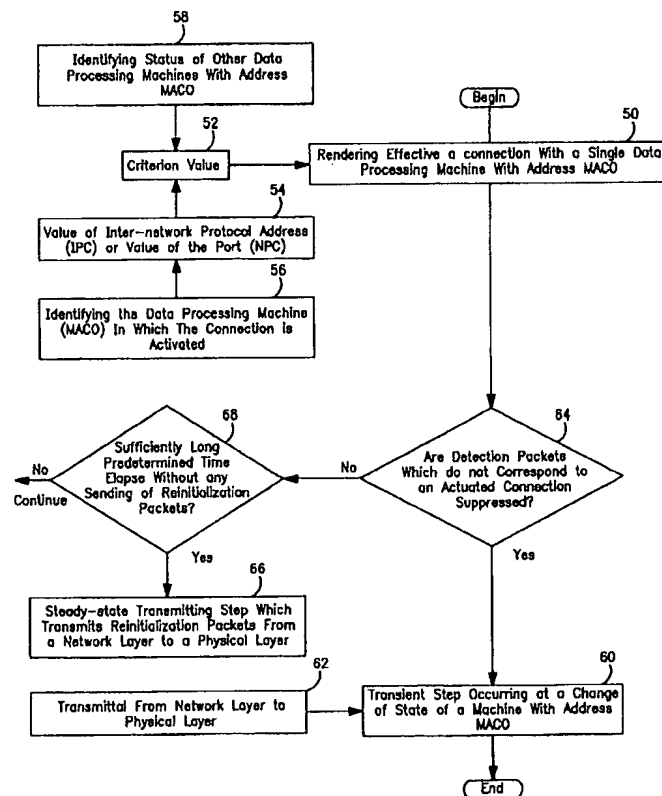 58
Identifying Status of Other Data
Processing Machines With Address
MACO
52
Criterion Value
54
Value of Inter-network Protocol Address
(IPC) or Value of the Port (NPC)
56
Identifying the Data Processing Machine
(MACO) In Which The Connection is
Activated
Begin
50
Rendering Effective a connection With a Single Data
Processing Machine With Address MACO
64
Are Detection Packets
Which do not Correspond to
an Actuated Connection
Suppressed?
No
Yes
68
Sufficiently Long
Predetermined Time
Elapse Without any
Sending of Reinitialization
Packets?
No
Continue
Yes
66
Steady-state Transmitting Step Which
Transmits Reinitialization Packets From
a Network Layer to a Physical Layer
62
Transmittal From Network Layer to
Physical Layer
60
Transient Step Occurring at a Change
of State of a Machine With Address
MACO
End